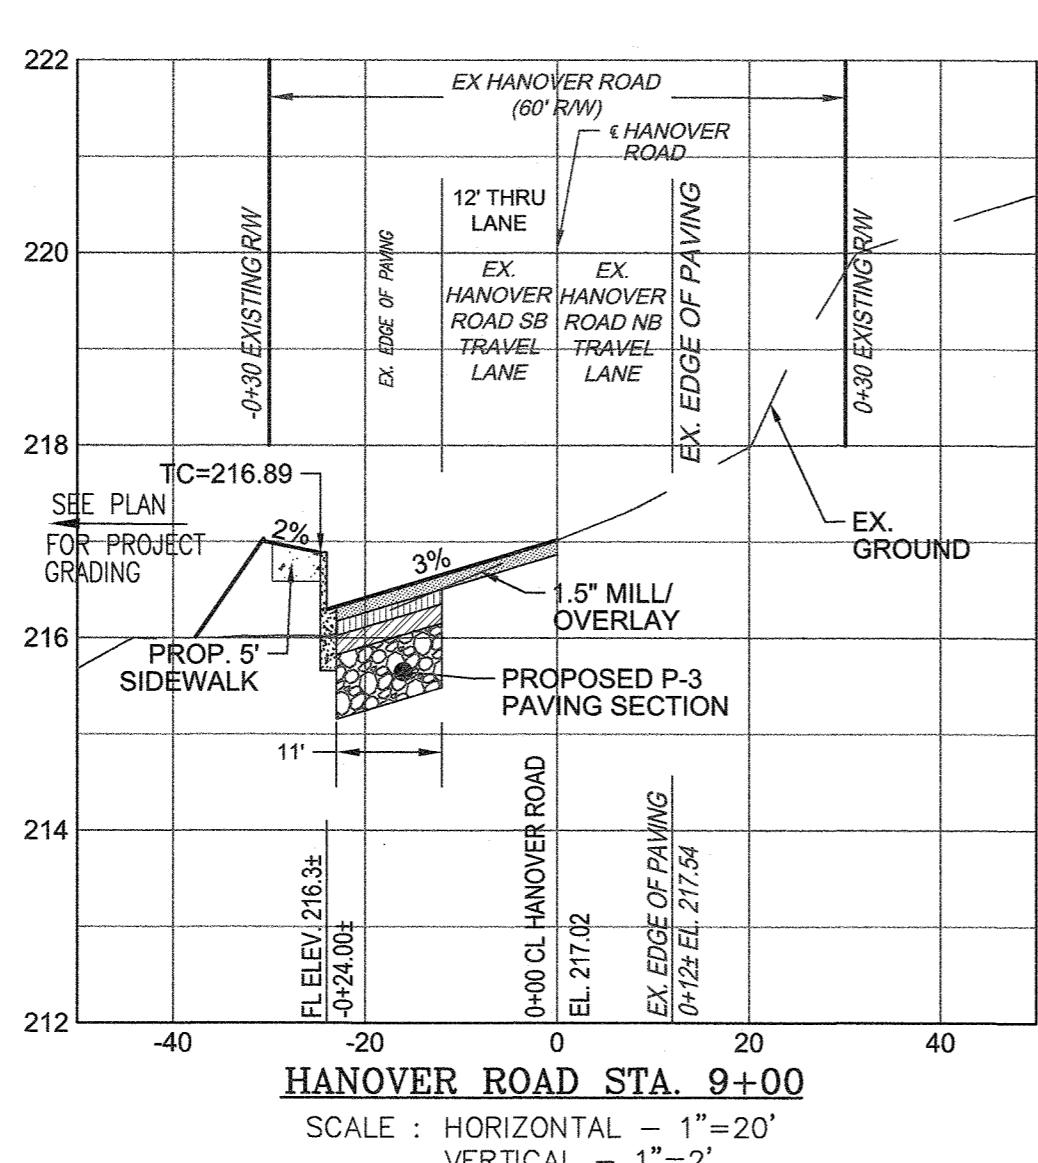 222
220
218
216
214
212
EX HANOVER ROAD
(60' R/W)
℄ HANOVER
ROAD
12' THRU
LANE
-0+30 EXISTING R/W
EX. EDGE OF PAVING
EX.
HANOVER
ROAD SB
TRAVEL
LANE
EX.
HANOVER
ROAD NB
TRAVEL
LANE
EX. EDGE OF PAVING
0+30 EXISTING R/W
TC=216.89
SEE PLAN
FOR PROJECT
GRADING
2%
3%
EX.
GROUND
1.5" MILL/
OVERLAY
PROP. 5'
SIDEWALK
PROPOSED P-3
PAVING SECTION
11'
FL ELEV. 216.3±
-0+24.00±
0+00 CL HANOVER ROAD
EL. 217.02
EX. EDGE OF PAVING
0+12± EL. 217.54
-40
-20
0
20
40
HANOVER ROAD STA. 9+00
SCALE : HORIZONTAL – 1"=20'
VERTICAL – 1"=2'